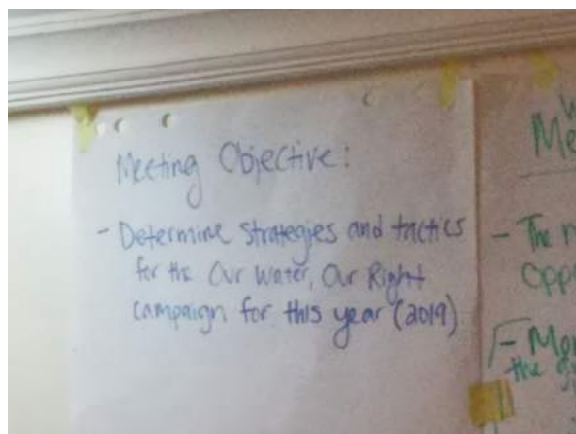 Meeting Objective:
- Determine strategies and tactics
for the Our Water, Our Right
campaign for this year (2019)
W
Me
- The n
opp
- Mor
the g